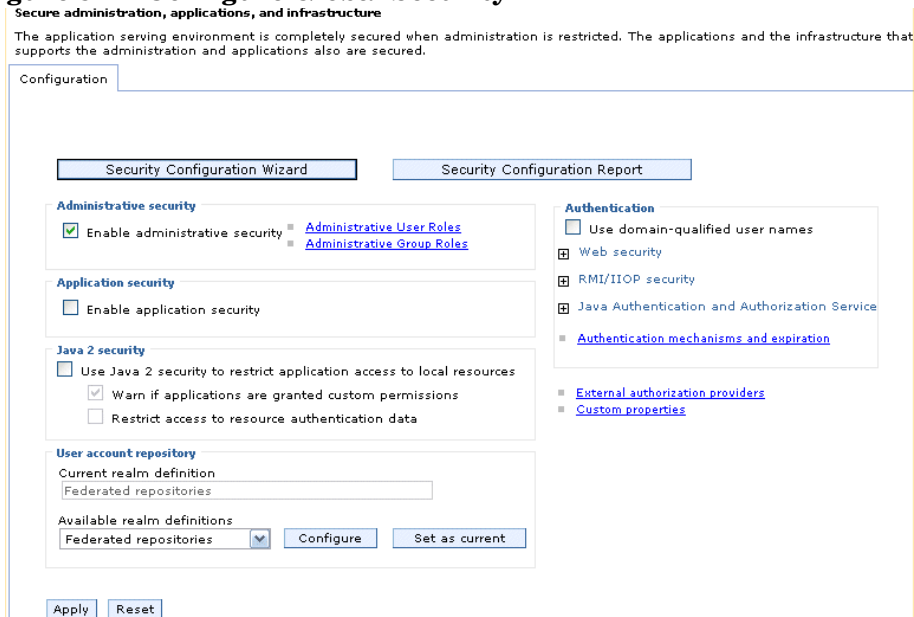 Secure administration, applications, and infrastructure
The application serving environment is completely secured when administration is restricted. The applications and the infrastructure that
supports the administration and applications also are secured.
Configuration
Security Configuration Wizard
Security Configuration Report
Administrative security
Enable administrative security
Administrative User Roles
Administrative Group Roles
Application security
Enable application security
Java 2 security
Use Java 2 security to restrict application access to local resources
Warn if applications are granted custom permissions
Restrict access to resource authentication data
User account repository
Current realm definition
Federated repositories
Available realm definitions
Federated repositories
Configure
Set as current
Authentication
Use domain-qualified user names
Web security
RMI/IIOP security
Java Authentication and Authorization Service
Authentication mechanisms and expiration
External authorization providers
Custom properties
Apply
Reset